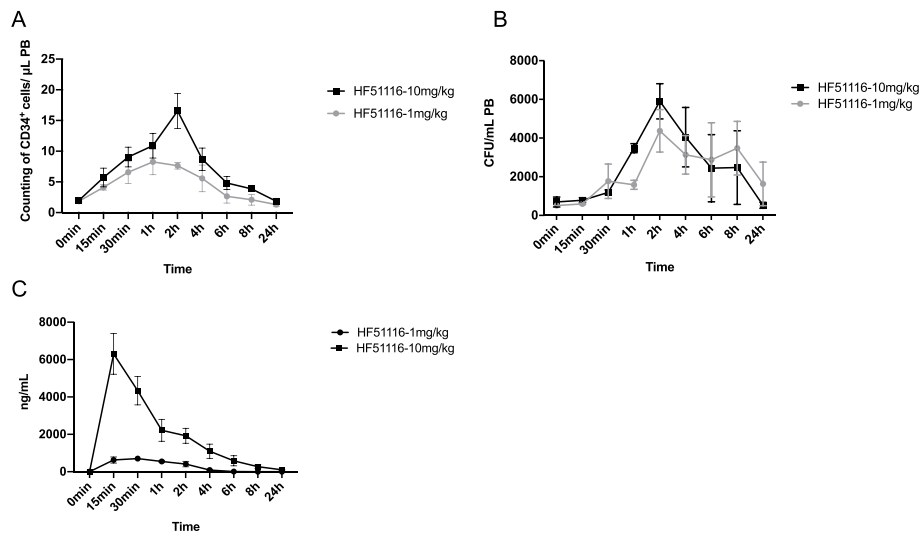 A
Counting of CD34⁺ cells/ µL PB
25
20
15
10
5
0
0min
15min
30min
1h
2h
4h
6h
8h
24h
Time
HF51116-10mg/kg
HF51116-1mg/kg
B
CFU/mL PB
8000
6000
4000
2000
0
0min
15min
30min
1h
2h
4h
6h
8h
24h
Time
HF51116-10mg/kg
HF51116-1mg/kg
C
ng/mL
8000
6000
4000
2000
0
0min
15min
30min
1h
2h
4h
6h
8h
24h
Time
HF51116-1mg/kg
HF51116-10mg/kg